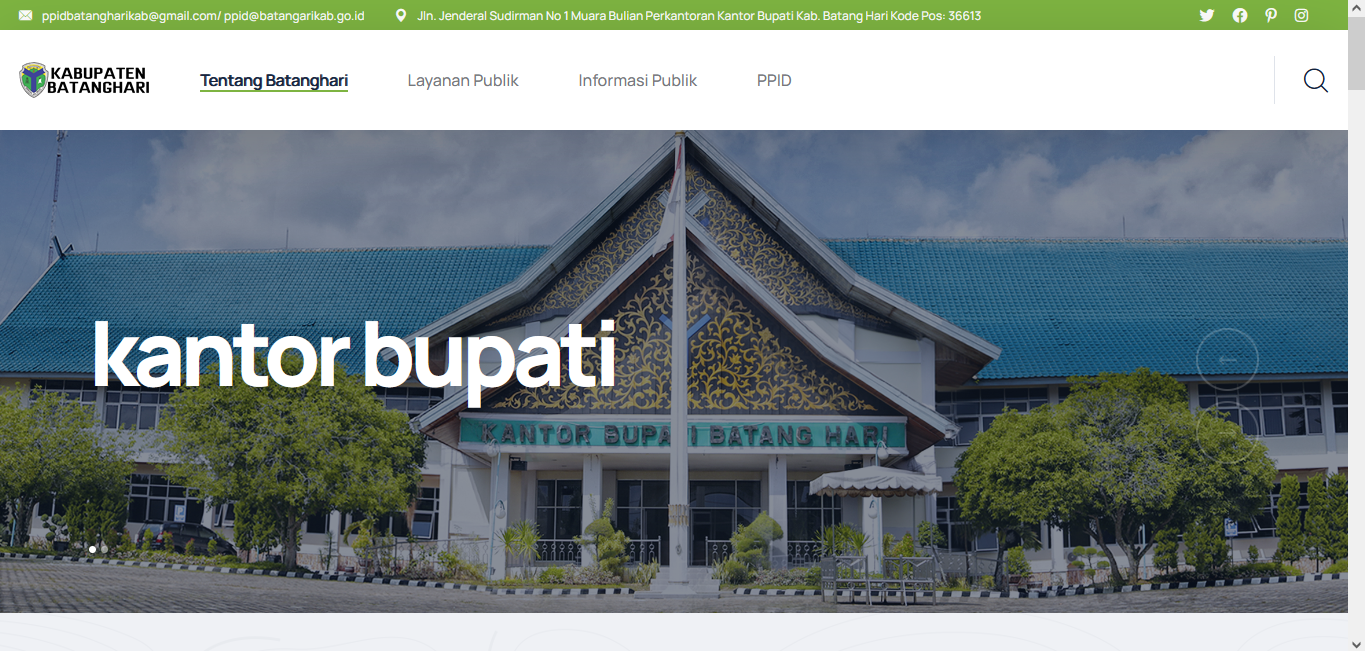 ppidbatangharikab@gmail.com/ ppid@batangarikab.go.id
Jln. Jenderal Sudirman No 1 Muara Bulian Perkantoran Kantor Bupati Kab. Batang Hari Kode Pos: 36613
KABUPATEN
BATANGHARI
Tentang Batanghari
Layanan Publik
Informasi Publik
PPID
kantor bupati
KANTOR BUPATI BATANG HARI